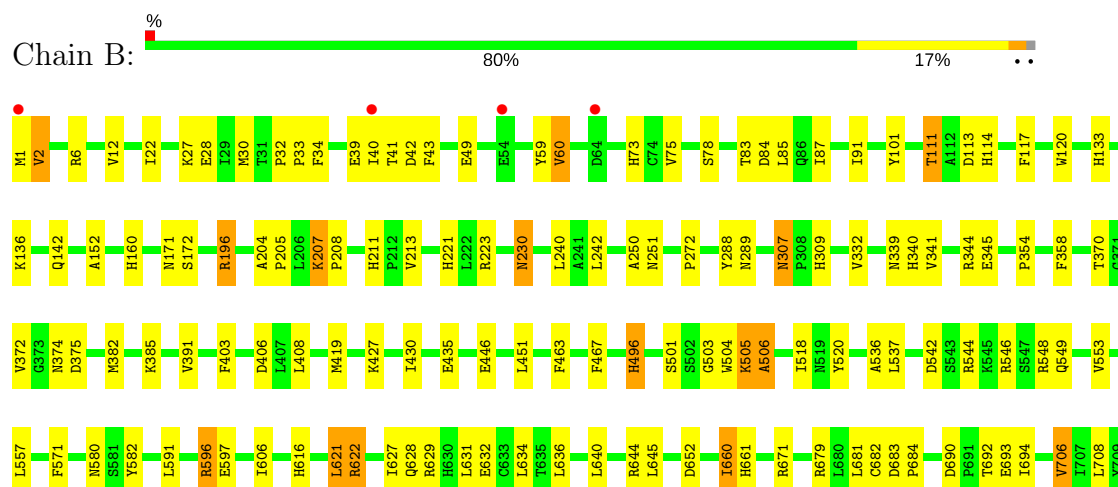 %
Chain B:
80% 17% • •
M1 V2 R6 V12 I22 K27 E28 I29 M30 T31 P32 P33 F34 E39 I40 T41 D42 F43 E49 E54 Y59 V60 D64 H73 C74 V75 S78 T83 D84 L85 Q86 I87 I91 Y101 T111 A112 D113 H114 F117 W120 H133
K136 Q142 A152 H160 N171 S172 R196 A204 P205 L206 K207 P208 H211 P212 V213 H221 L222 R223 N230 L240 A241 L242 A250 N251 P272 Y288 N289 N307 P308 H309 V332 N339 H340 V341 R344 E345 P354 F358 T370 G371
V372 G373 N374 D375 M382 K385 V391 F403 D406 L407 L408 M419 K427 I430 E435 E446 L451 F463 F467 H496 S501 S502 G503 W504 K505 A506 I518 N519 Y520 A536 L537 D542 S543 R544 K545 R546 S547 R548 Q549 V553
L557 F571 N580 S581 Y582 L591 R596 E597 I606 H616 L621 R622 I627 Q628 R629 H630 L631 E632 C633 L634 T635 L636 L640 R644 L645 D652 I660 H661 R671 R679 L680 I681 C682 D683 P684 D690 P691 T692 E693 I694 V706 I707 L708 Y709